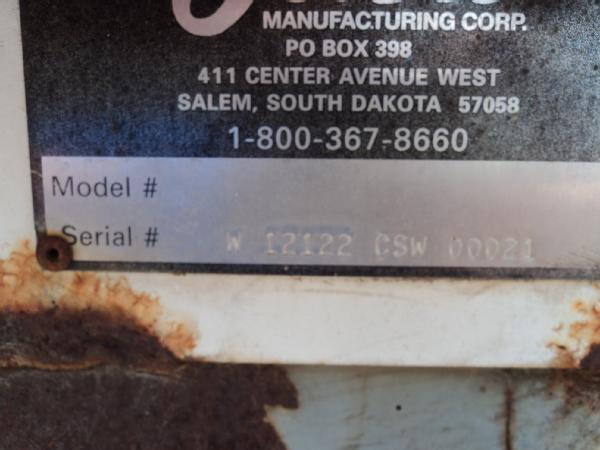 MANUFACTURING CORP.
PO BOX 398
411 CENTER AVENUE WEST
SALEM, SOUTH DAKOTA 57058
1-800-367-8660
Model #
Serial # W 12122 CSW 00021